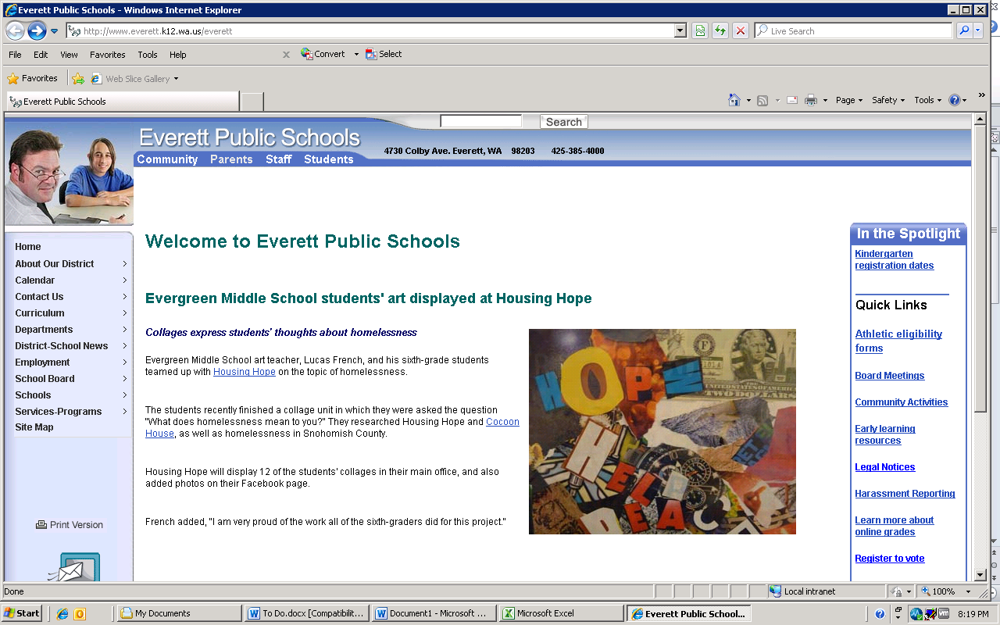 Everett Public Schools - Windows Internet Explorer
http://www.everett.k12.wa.us/everett
Live Search
File Edit View Favorites Tools Help
x Convert Select
Favorites Web Slice Gallery
Everett Public Schools
Page Safety Tools
Search
Everett Public Schools
4730 Colby Ave. Everett, WA 98203 425-385-4000
Community Parents Staff Students
Home
About Our District
Calendar
Contact Us
Curriculum
Departments
District-School News
Employment
School Board
Schools
Services-Programs
Site Map
Print Version
Welcome to Everett Public Schools
Evergreen Middle School students' art displayed at Housing Hope
Collages express students' thoughts about homelessness
Evergreen Middle School art teacher, Lucas French, and his sixth-grade students
teamed up with Housing Hope on the topic of homelessness.
The students recently finished a collage unit in which they were asked the question
"What does homelessness mean to you?" They researched Housing Hope and Cocoon
House, as well as homelessness in Snohomish County.
Housing Hope will display 12 of the students' collages in their main office, and also
added photos on their Facebook page.
French added, "I am very proud of the work all of the sixth-graders did for this project."
HELP
TWO DOLLARS
In the Spotlight
Kindergarten
registration dates
Quick Links
Athletic eligibility
forms
Board Meetings
Community Activities
Early learning
resources
Legal Notices
Harassment Reporting
Learn more about
online grades
Register to vote
Done
Local intranet
100%
Start
My Documents
To Do.docx [Compatibilit...
Document1 - Microsoft ...
Microsoft Excel
Everett Public School...
8:19 PM